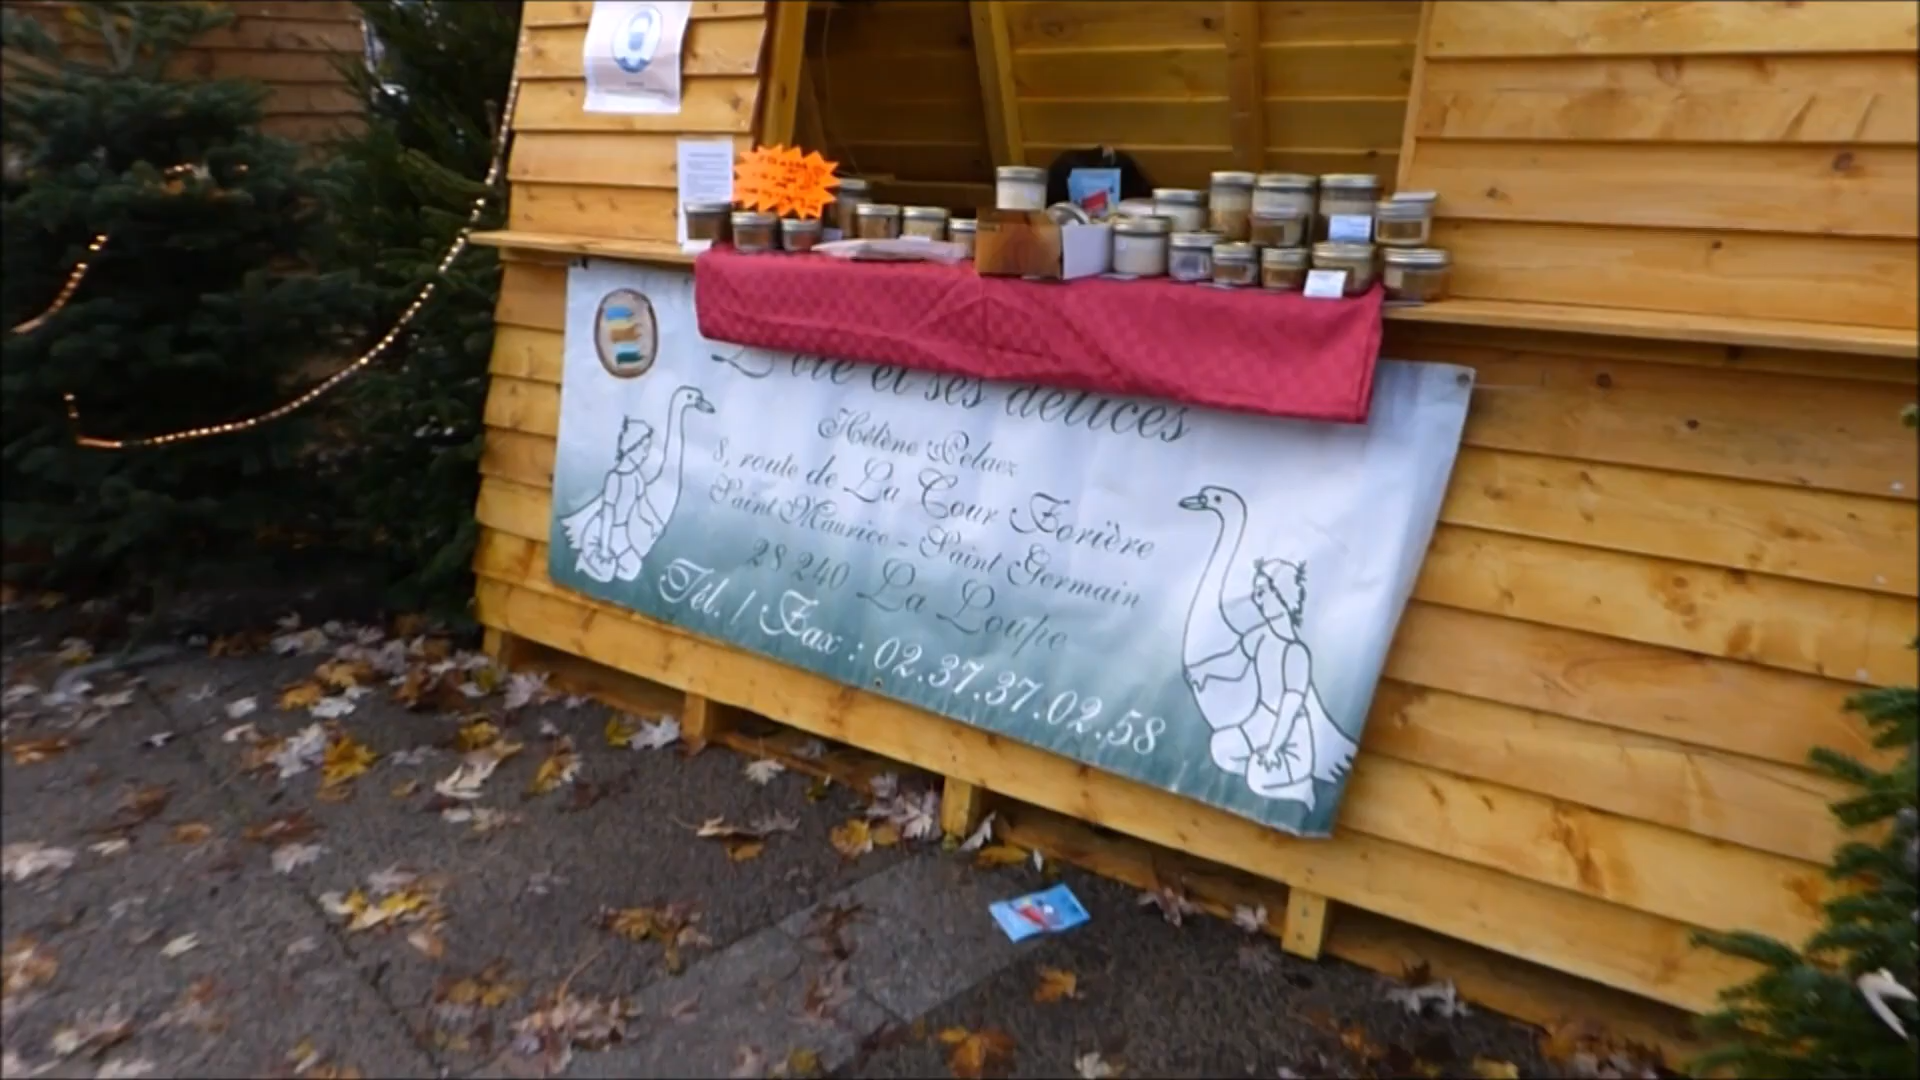 L'oie et ses délices
Hélène Pelaez
8, route de La Cour Forière
Saint Maurice - Saint Germain
28 240 La Loupe
Tél. / Fax : 02.37.37.02.58